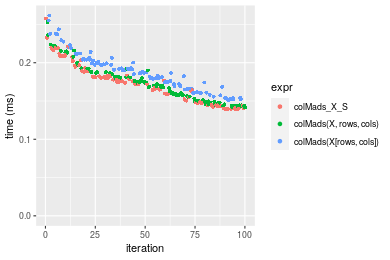 0.2
0.1
0.0
time (ms)
0
25
50
75
100
iteration
expr
colMads_X_S
colMads(X, rows, cols)
colMads(X[rows, cols])